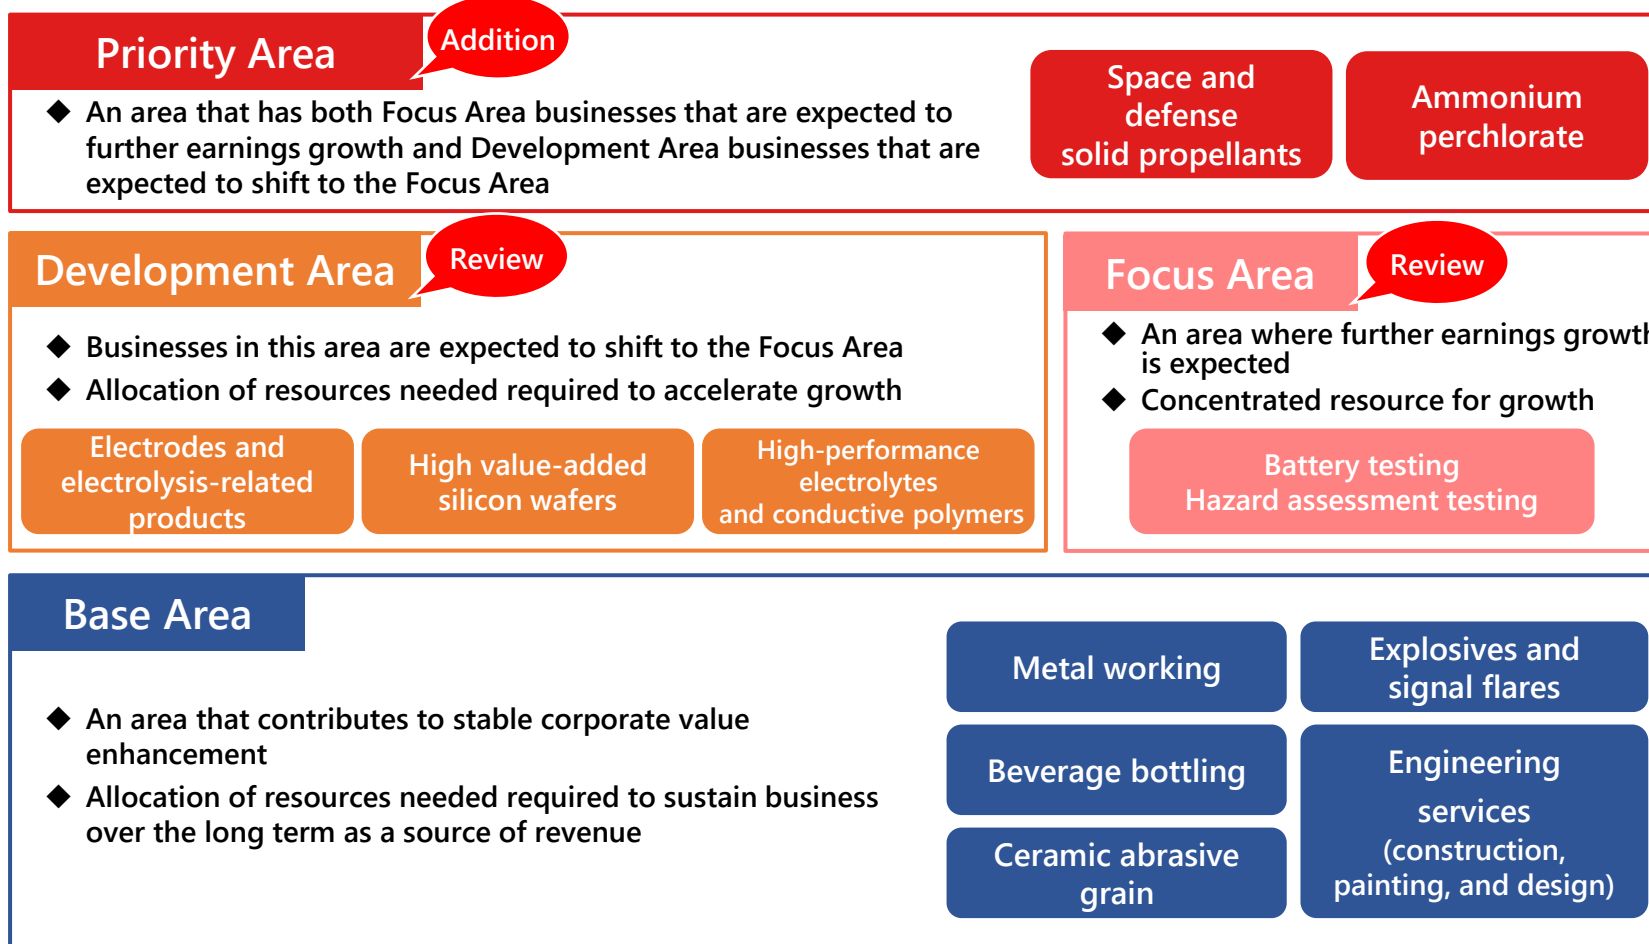 Priority Area
Addition
◆ An area that has both Focus Area businesses that are expected to
further earnings growth and Development Area businesses that are
expected to shift to the Focus Area
Space and
defense
solid propellants
Ammonium
perchlorate
Development Area
Review
◆ Businesses in this area are expected to shift to the Focus Area
◆ Allocation of resources needed required to accelerate growth
Electrodes and
electrolysis-related
products
High value-added
silicon wafers
High-performance
electrolytes
and conductive polymers
Focus Area
Review
◆ An area where further earnings growth
is expected
◆ Concentrated resource for growth
Battery testing
Hazard assessment testing
Base Area
◆ An area that contributes to stable corporate value
enhancement
◆ Allocation of resources needed required to sustain business
over the long term as a source of revenue
Metal working
Explosives and
signal flares
Beverage bottling
Engineering
services
(construction,
painting, and design)
Ceramic abrasive
grain